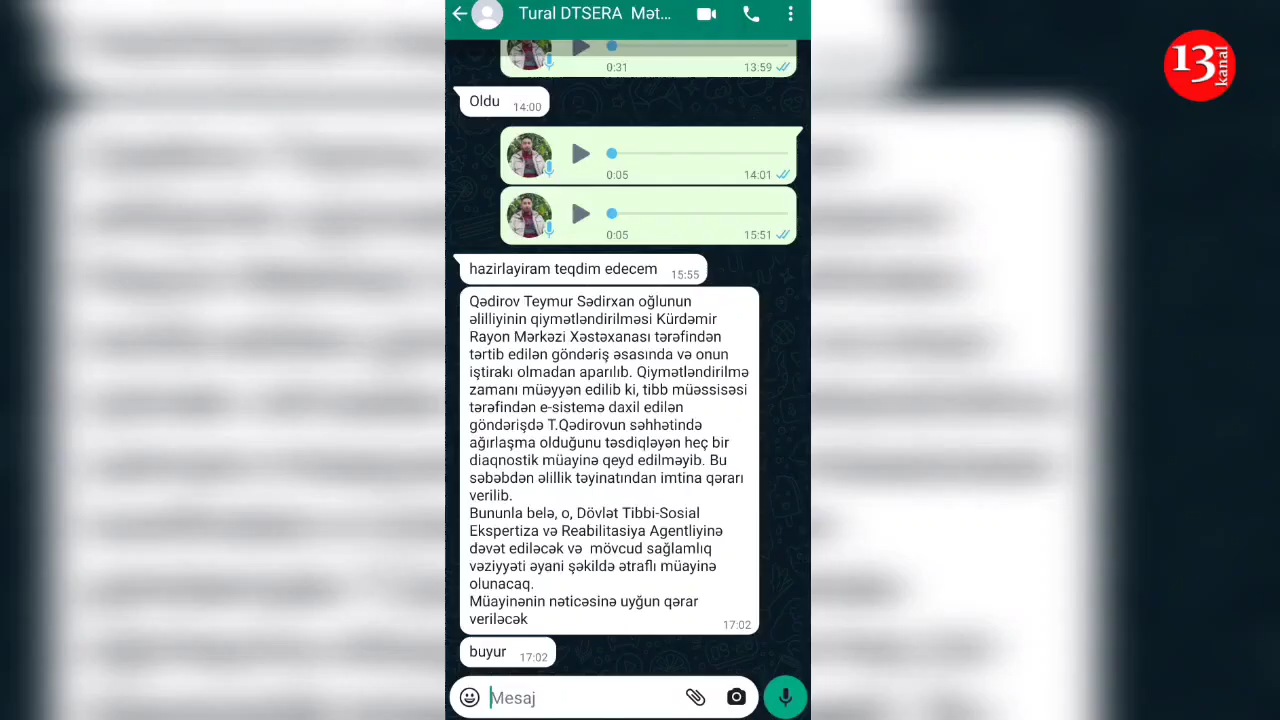 Tural DTSERA Mət...
13
kanal
0:31 13:59
Oldu 14:00
0:05 14:01
0:05 15:51
hazirlayiram teqdim edecem 15:55
Qədirov Teymur Sədirxan oğlunun
əlilliyinin qiymətləndirilməsi Kürdəmir
Rayon Mərkəzi Xəstəxanası tərəfindən
tərtib edilən göndəriş əsasında və onun
iştirakı olmadan aparılıb. Qiymətləndirilmə
zamanı müəyyən edilib ki, tibb müəssisəsi
tərəfindən e-sistemə daxil edilən
göndərişdə T.Qədirovun səhhətində
ağırlaşma olduğunu təsdiqləyən heç bir
diaqnostik müayinə qeyd edilməyib. Bu
səbəbdən əlillik təyinatından imtina qərarı
verilib.
Bununla belə, o, Dövlət Tibbi-Sosial
Ekspertiza və Reabilitasiya Agentliyinə
dəvət ediləcək və mövcud sağlamlıq
vəziyyəti əyani şəkildə ətraflı müayinə
olunacaq.
Müayinənin nəticəsinə uyğun qərar
veriləcək 17:02
buyur 17:02
Mesaj